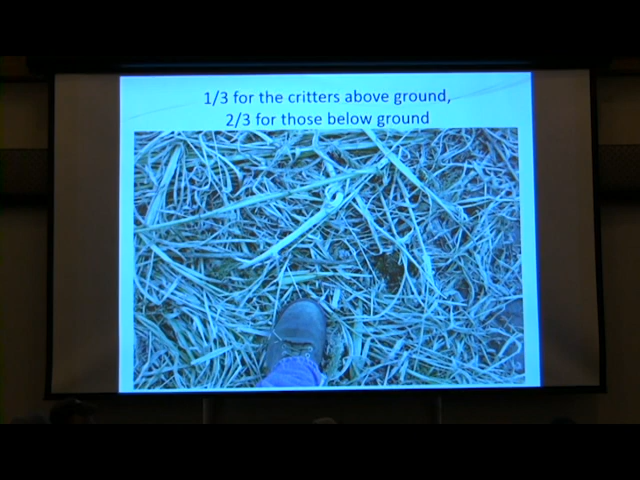 1/3 for the critters above ground,
2/3 for those below ground